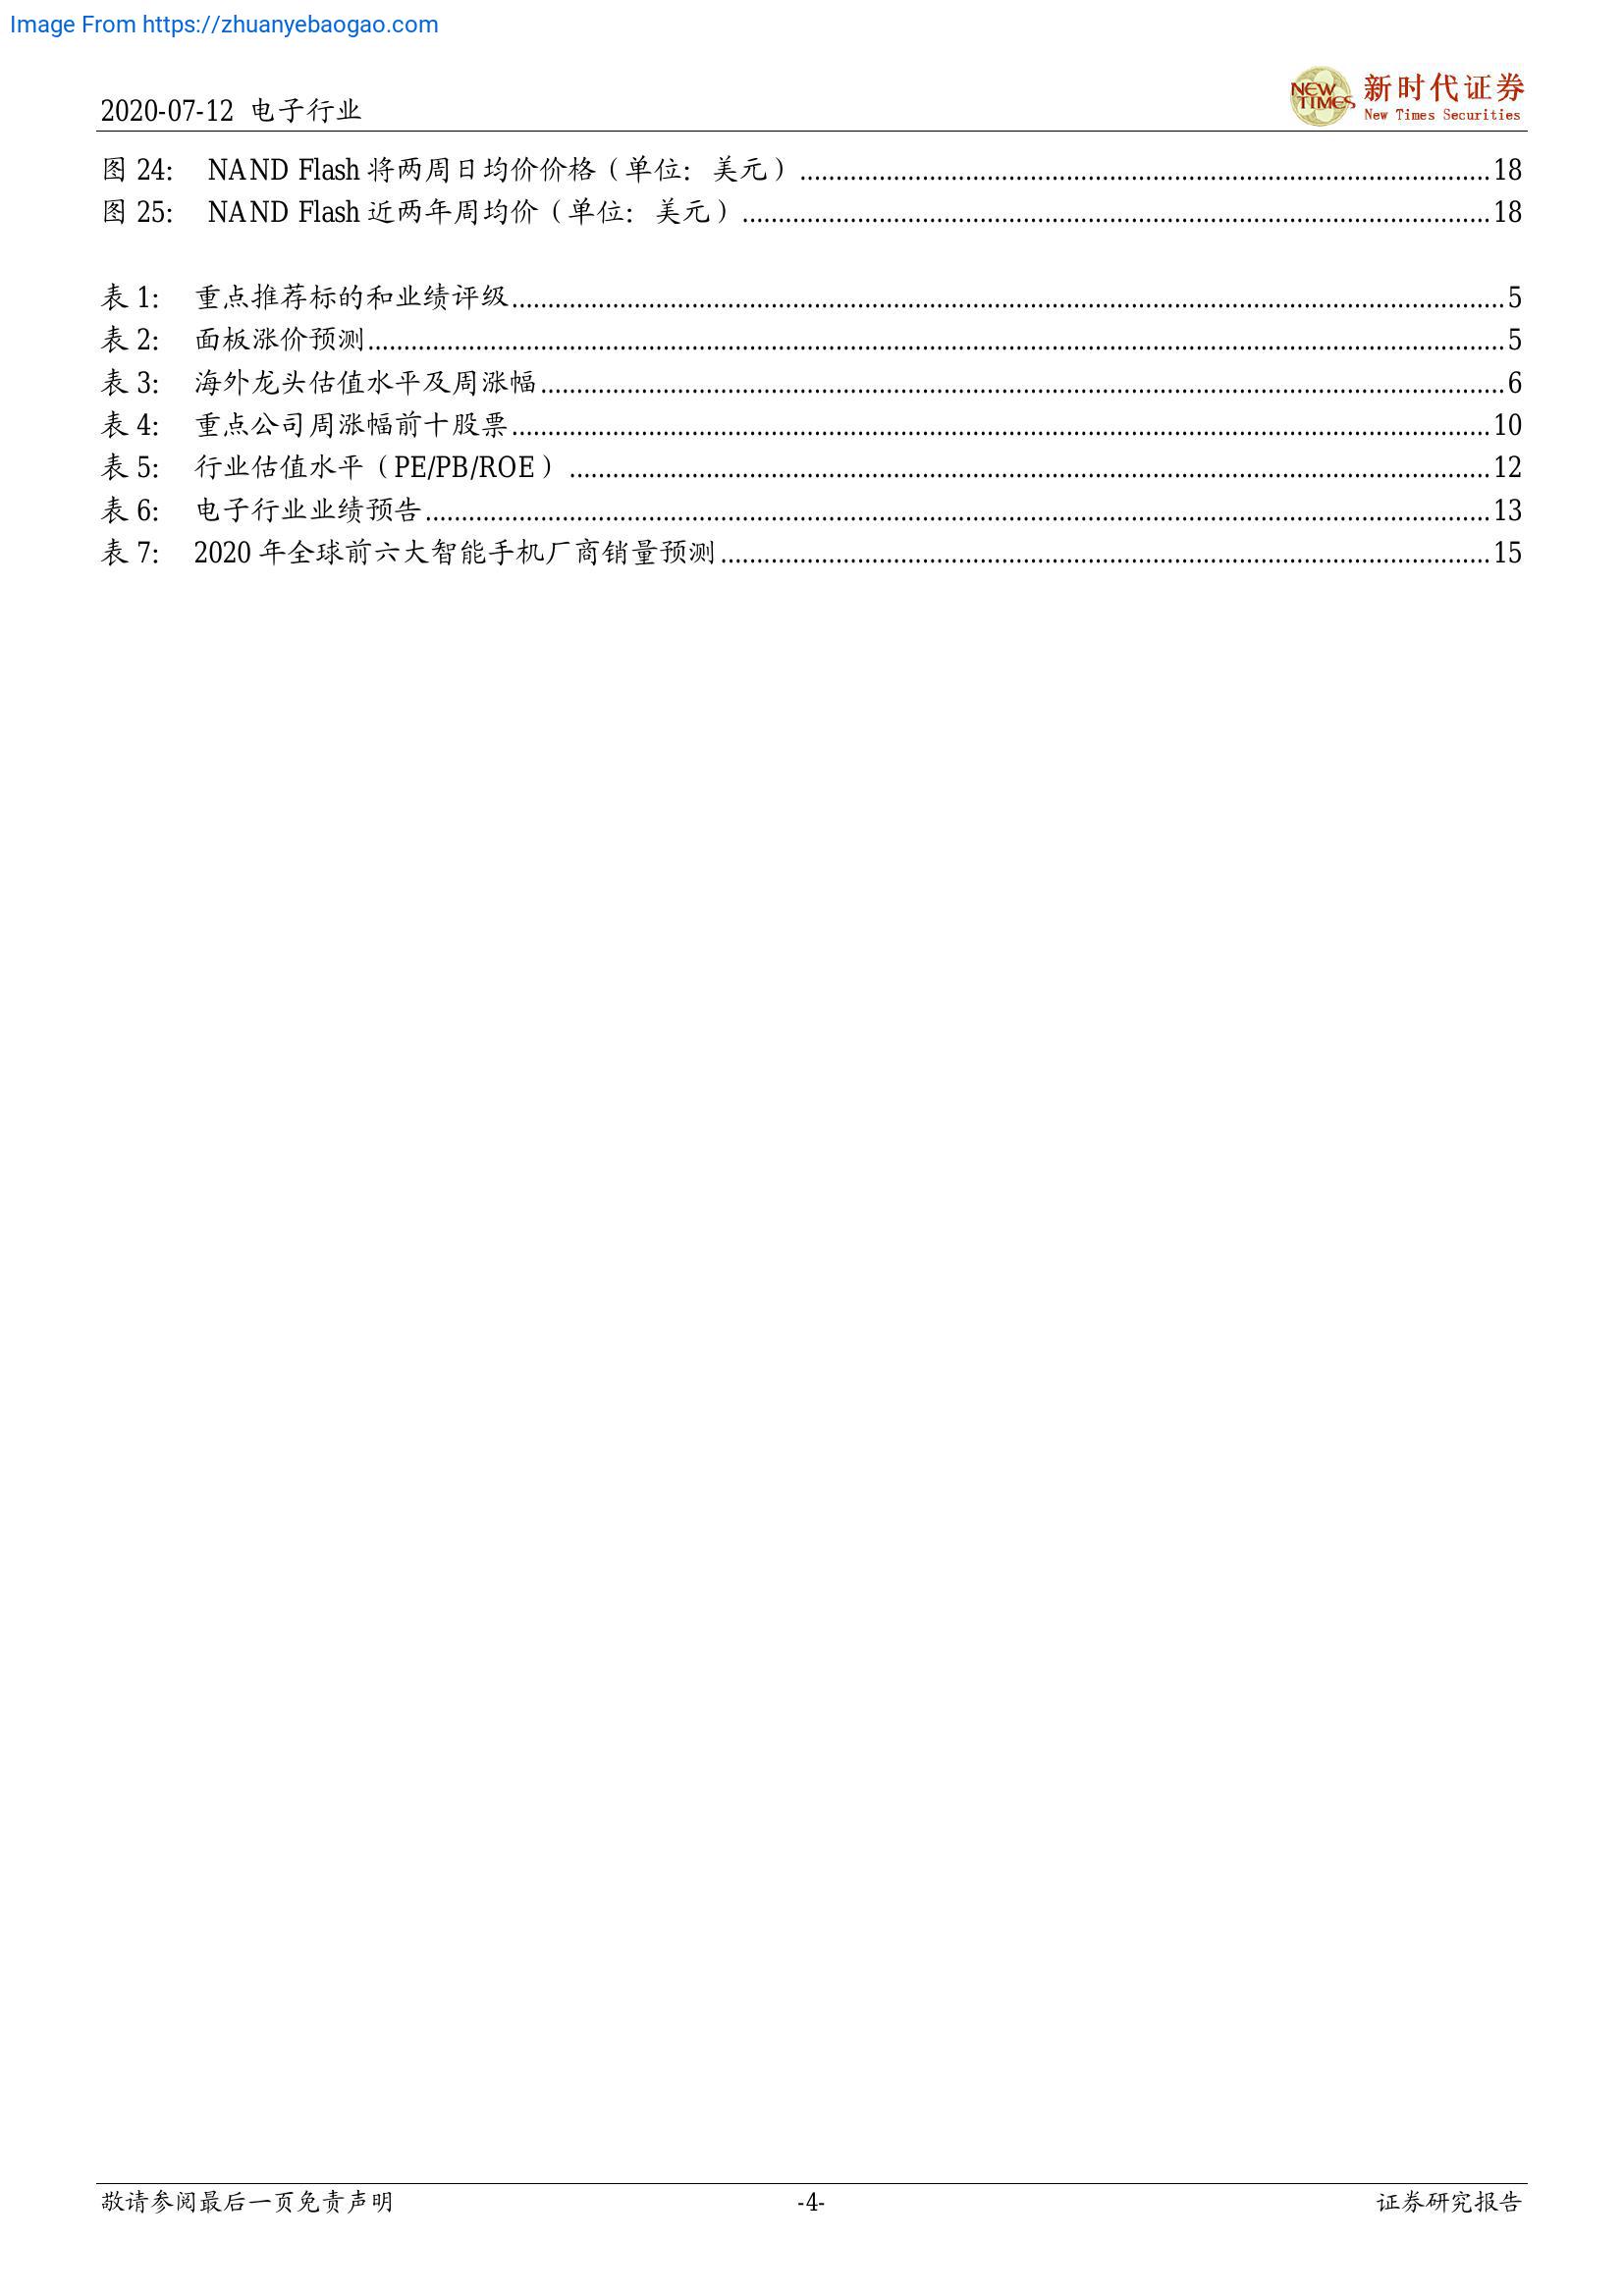 Image From https://zhuanyebaogao.com
2020-07-12 电子行业
NEW TIMES
新时代证券
New Times Securities
图 24: NAND Flash 将两周日均价价格（单位：美元）..........18
图 25: NAND Flash 近两年周均价（单位：美元）..........18
表 1: 重点推荐标的和业绩评级..........5
表 2: 面板涨价预测..........5
表 3: 海外龙头估值水平及周涨幅..........6
表 4: 重点公司周涨幅前十股票..........10
表 5: 行业估值水平（PE/PB/ROE）..........12
表 6: 电子行业业绩预告..........13
表 7: 2020 年全球前六大智能手机厂商销量预测..........15
敬请参阅最后一页免责声明 -4- 证券研究报告